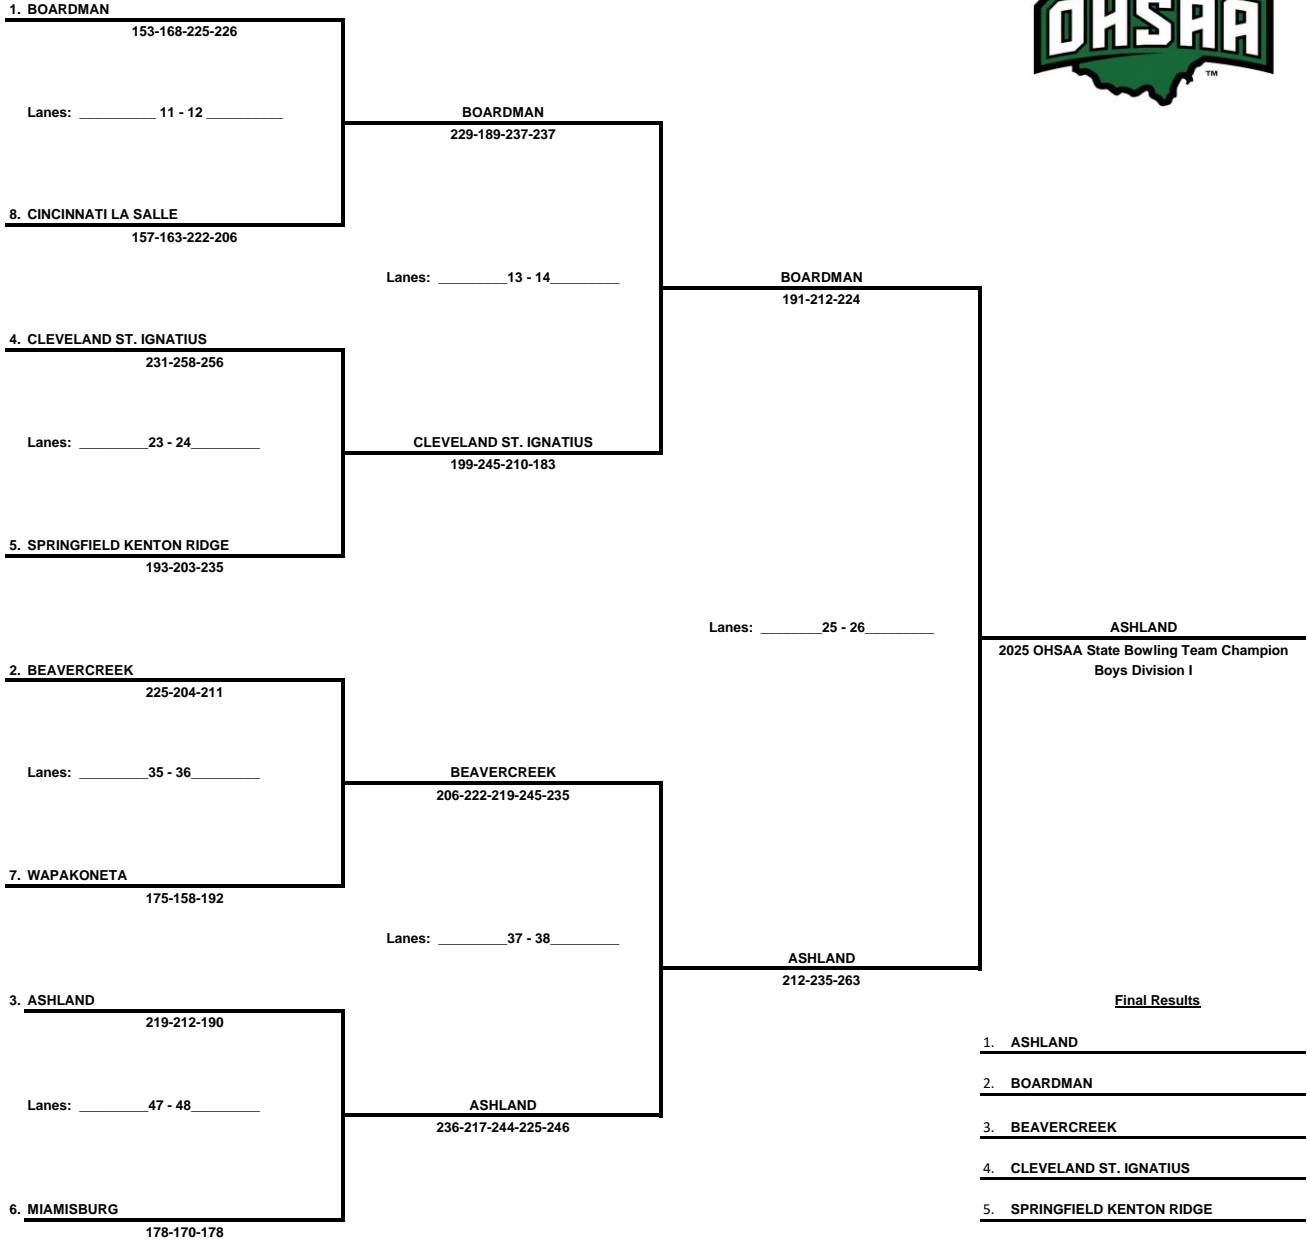 OHSAA
TM
1. BOARDMAN
153-168-225-226
Lanes: __________ 11 - 12 __________
BOARDMAN
229-189-237-237
8. CINCINNATI LA SALLE
157-163-222-206
Lanes: _________13 - 14_________
BOARDMAN
191-212-224
4. CLEVELAND ST. IGNATIUS
231-258-256
Lanes: _________23 - 24_________
CLEVELAND ST. IGNATIUS
199-245-210-183
5. SPRINGFIELD KENTON RIDGE
193-203-235
Lanes: ________25 - 26_________
ASHLAND
2025 OHSAA State Bowling Team Champion
Boys Division I
2. BEAVERCREEK
225-204-211
Lanes: _________35 - 36_________
BEAVERCREEK
206-222-219-245-235
7. WAPAKONETA
175-158-192
Lanes: _________37 - 38_________
ASHLAND
212-235-263
3. ASHLAND
219-212-190
Lanes: _________47 - 48_________
ASHLAND
236-217-244-225-246
6. MIAMISBURG
178-170-178
Final Results
1. ASHLAND
2. BOARDMAN
3. BEAVERCREEK
4. CLEVELAND ST. IGNATIUS
5. SPRINGFIELD KENTON RIDGE